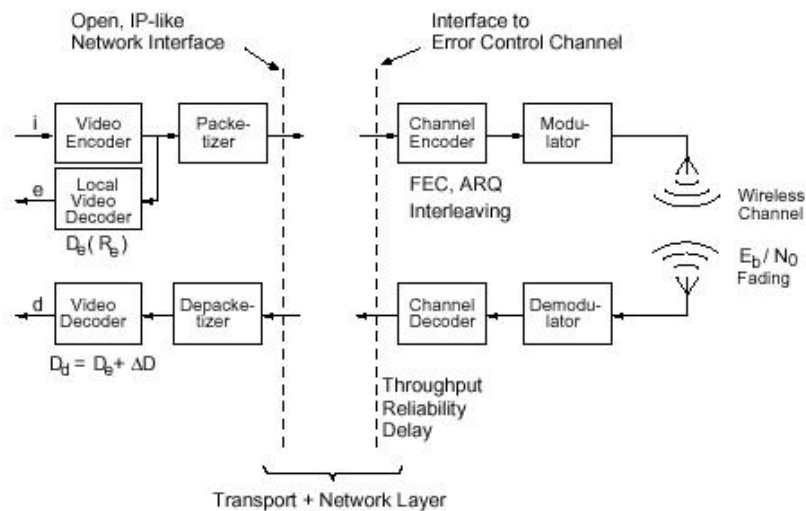 Open, IP-like
Network Interface
Interface to
Error Control Channel
i
Video
Encoder
Packe-
tizer
Channel
Encoder
Modu-
lator
e
Local
Video
Decoder
FEC, ARQ
Interleaving
Wireless
Channel
De(Re)
Eb/N0
Fading
d
Video
Decoder
Depacke-
tizer
Channel
Decoder
Demodu-
lator
Dd = De + ΔD
Throughput
Reliability
Delay
Transport + Network Layer